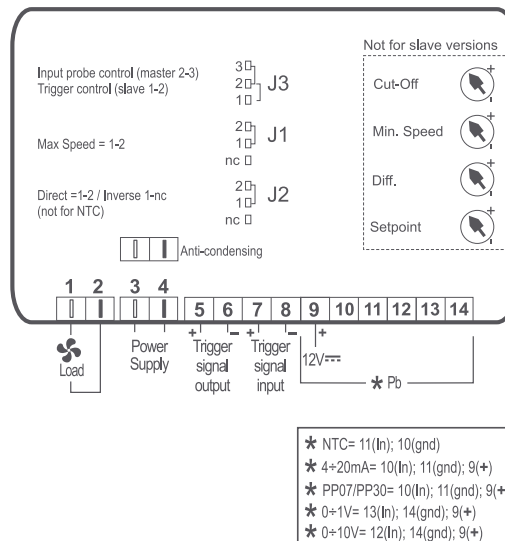 Not for slave versions
Input probe control (master 2-3)
Trigger control (slave 1-2)
3
2
1
J3
Cut-Off
+
-
Max Speed = 1-2
2
1
nc
J1
Min. Speed
+
-
Direct =1-2 / Inverse 1-nc
(not for NTC)
2
1
nc
J2
Diff.
+
-
Setpoint
+
-
Anti-condensing
1 2 3 4 5 6 7 8 9 10 11 12 13 14
+ - + - +
Load
Power
Supply
Trigger
signal
output
Trigger
signal
input
12V
* Pb
* NTC= 11(In); 10(gnd)
* 4÷20mA= 10(In); 11(gnd); 9(+)
* PP07/PP30= 10(In); 11(gnd); 9(+
* 0÷1V= 13(In); 14(gnd); 9(+)
* 0÷10V= 12(In); 14(gnd); 9(+)